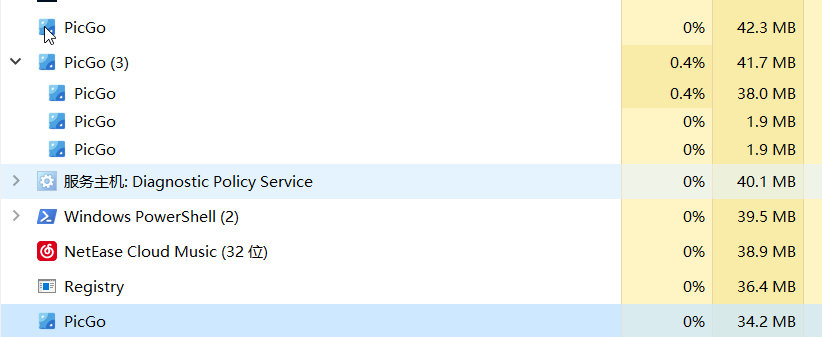 PicGo 0% 42.3 MB
PicGo (3) 0.4% 41.7 MB
PicGo 0.4% 38.0 MB
PicGo 0% 1.9 MB
PicGo 0% 1.9 MB
服务主机: Diagnostic Policy Service 0% 40.1 MB
Windows PowerShell (2) 0% 39.5 MB
NetEase Cloud Music (32 位) 0% 38.9 MB
Registry 0% 36.4 MB
PicGo 0% 34.2 MB